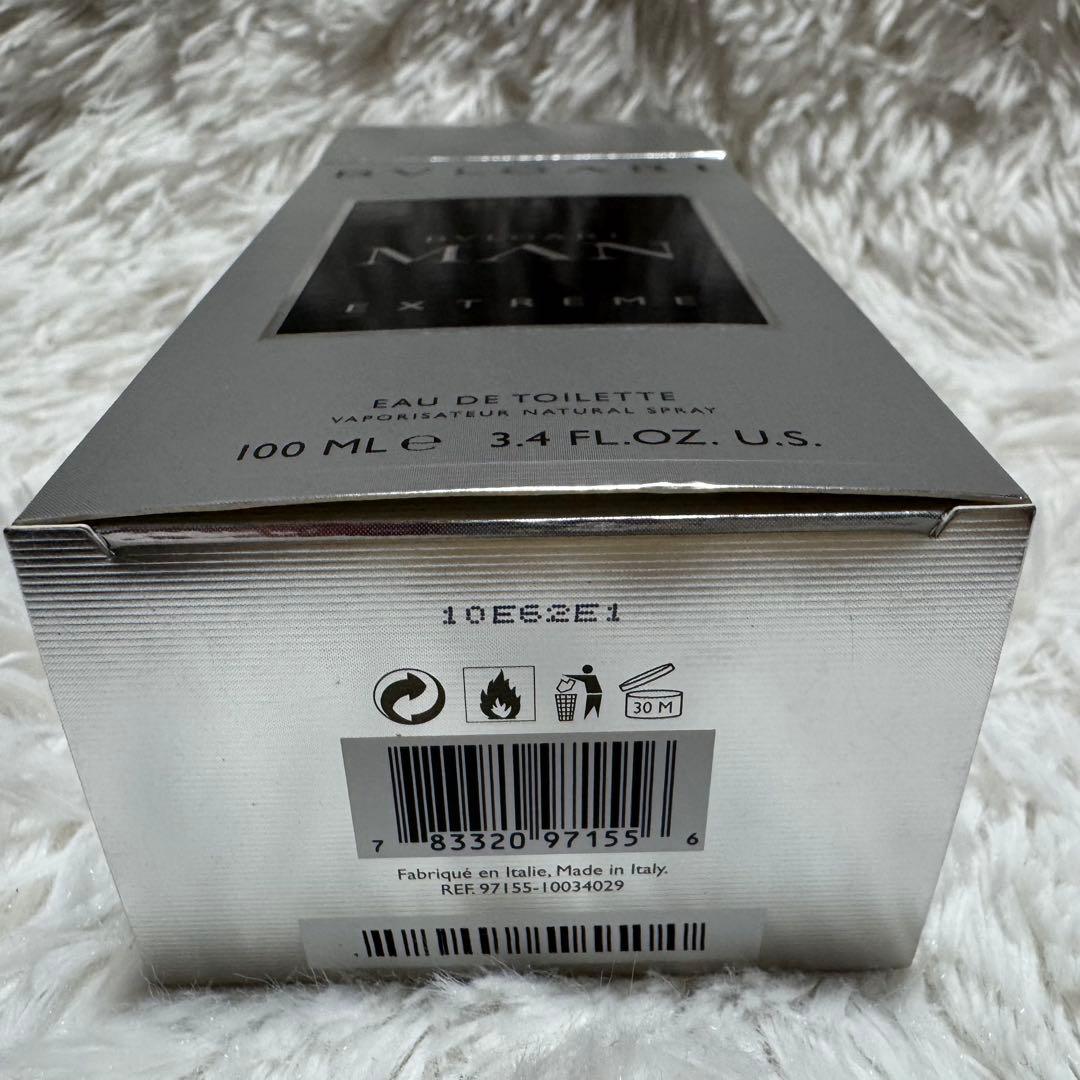 BVLGARI
BVLGARI
MAN
EXTREME
EAU DE TOILETTE
VAPORISATEUR NATURAL SPRAY
100 ML e 3.4 FL.OZ. U.S.
10E62E1
30 M
7 83320 97155 6
Fabriqué en Italie, Made in Italy.
REF. 97155-10034029